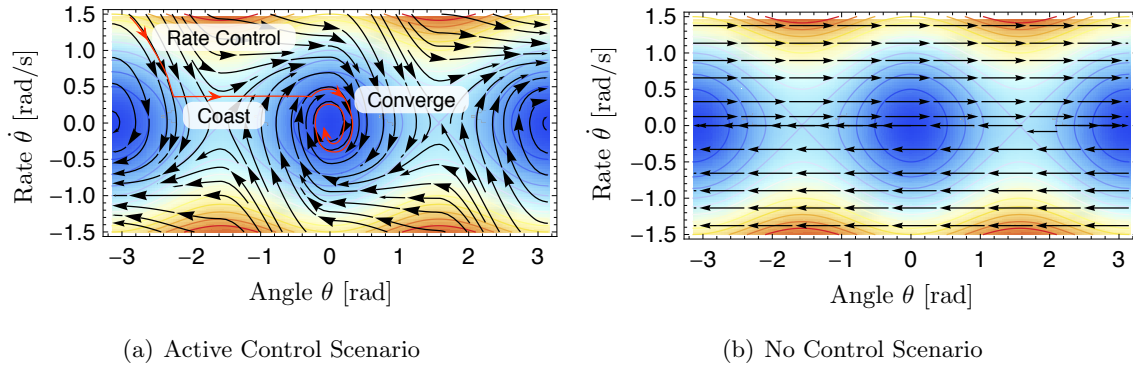 1.5
1.0
0.5
0.0
−0.5
−1.0
−1.5
Rate θ̇ [rad/s]
Rate Control
Coast
Converge
−3 −2 −1 0 1 2 3
Angle θ [rad]
(a) Active Control Scenario
1.5
1.0
0.5
0.0
−0.5
−1.0
−1.5
Rate θ̇ [rad/s]
−3 −2 −1 0 1 2 3
Angle θ [rad]
(b) No Control Scenario